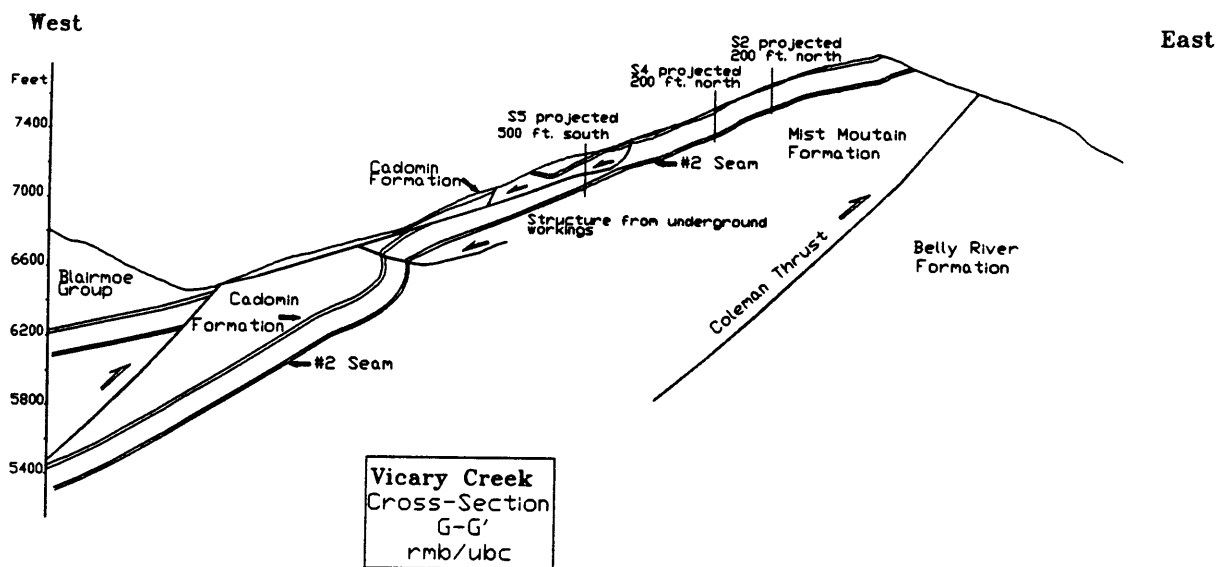 West
East
Feet
7400
7000
6600
6200
5800
5400
S2 projected
200 ft. north
S4 projected
200 ft. north
S5 projected
500 ft. south
Cadomin
Formation
#2 Seam
Mist Moutain
Formation
Structure from underground
workings
Coleman Thrust
Belly River
Formation
Blairmoe
Group
Cadomin
Formation
#2 Seam
Vicary Creek
Cross-Section
G-G'
rmb/ubc